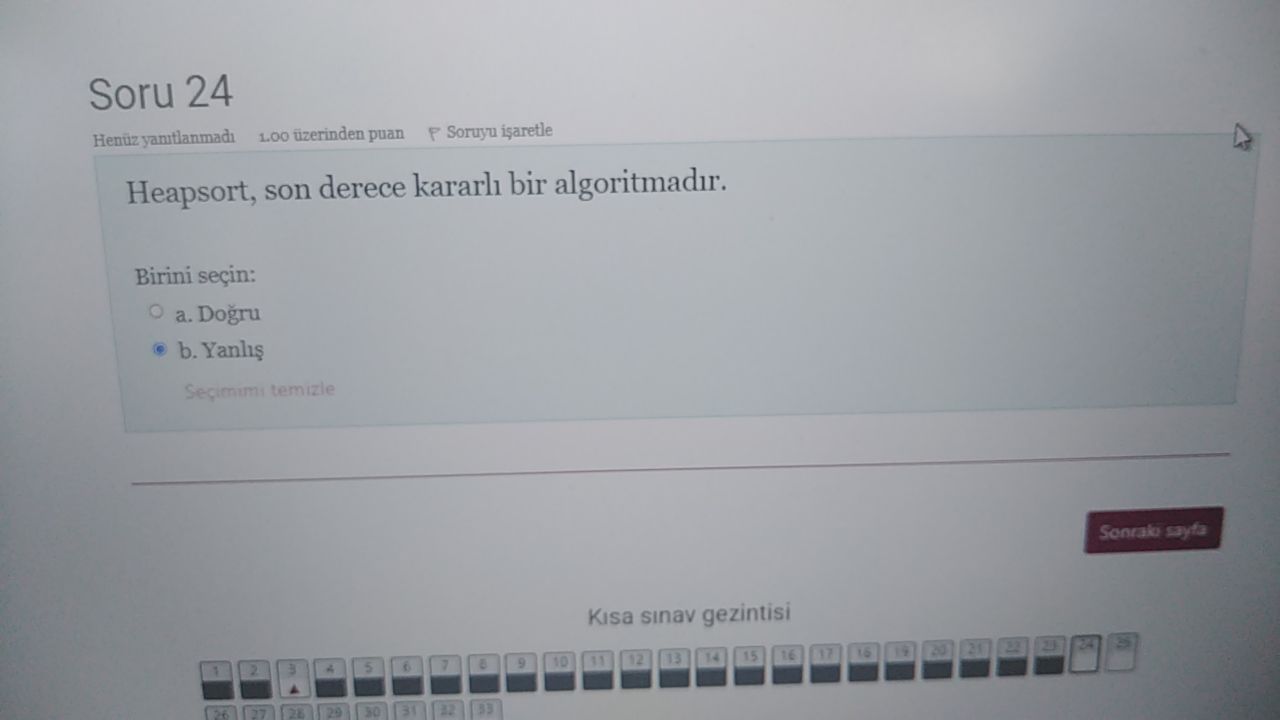 Soru 24
Henüz yanıtlanmadı 1.00 üzerinden puan Soruyu işaretle
Heapsort, son derece kararlı bir algoritmadır.
Birini seçin:
a. Doğru
b. Yanlış
Seçimimi temizle
Sonraki sayfa
Kısa sınav gezintisi
1 2 3 4 5 6 7 8 9 10 11 12 13 14 15 16 17 18 19 20 21 22 23 24 25
26 27 28 29 30 31 32 33